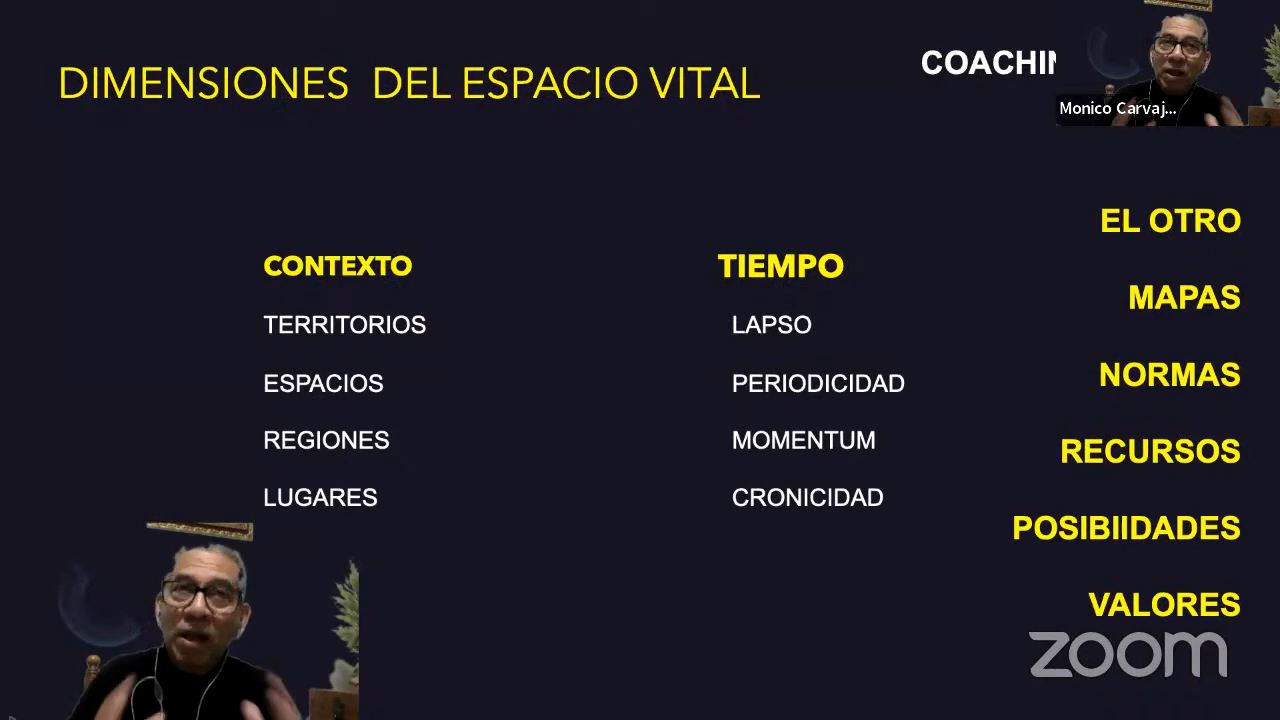 DIMENSIONES DEL ESPACIO VITAL
COACHIN
Monico Carvaj...
CONTEXTO
TERRITORIOS
ESPACIOS
REGIONES
LUGARES
TIEMPO
LAPSO
PERIODICIDAD
MOMENTUM
CRONICIDAD
EL OTRO
MAPAS
NORMAS
RECURSOS
POSIBIIDADES
VALORES
zoom